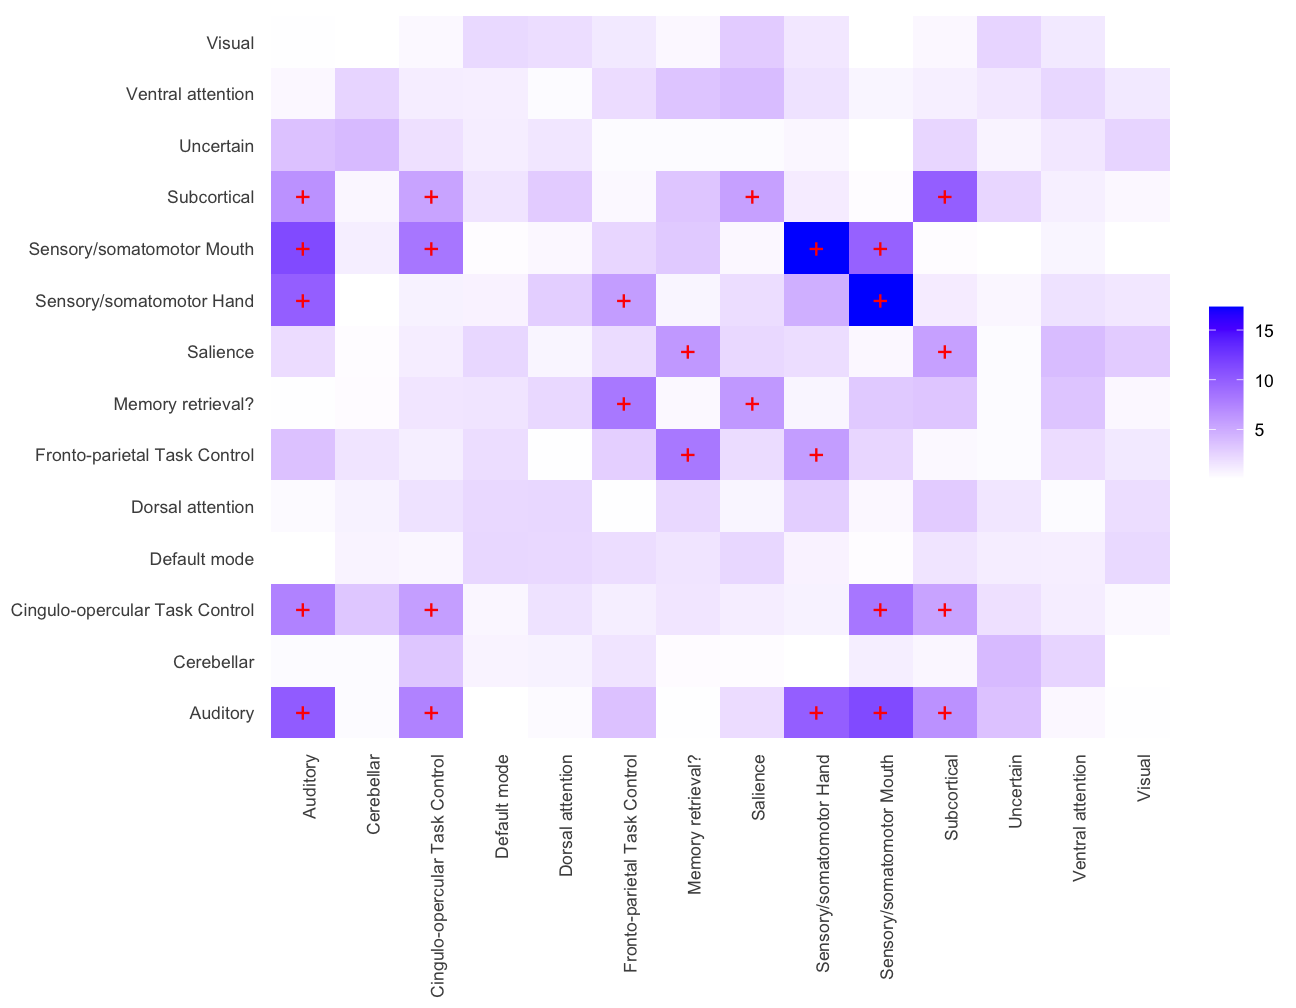 Visual
Ventral attention
Uncertain
Subcortical
Sensory/somatomotor Mouth
Sensory/somatomotor Hand
Salience
Memory retrieval?
Fronto-parietal Task Control
Dorsal attention
Default mode
Cingulo-opercular Task Control
Cerebellar
Auditory
Auditory
Cerebellar
Cingulo-opercular Task Control
Default mode
Dorsal attention
Fronto-parietal Task Control
Memory retrieval?
Salience
Sensory/somatomotor Hand
Sensory/somatomotor Mouth
Subcortical
Uncertain
Ventral attention
Visual
15
10
5